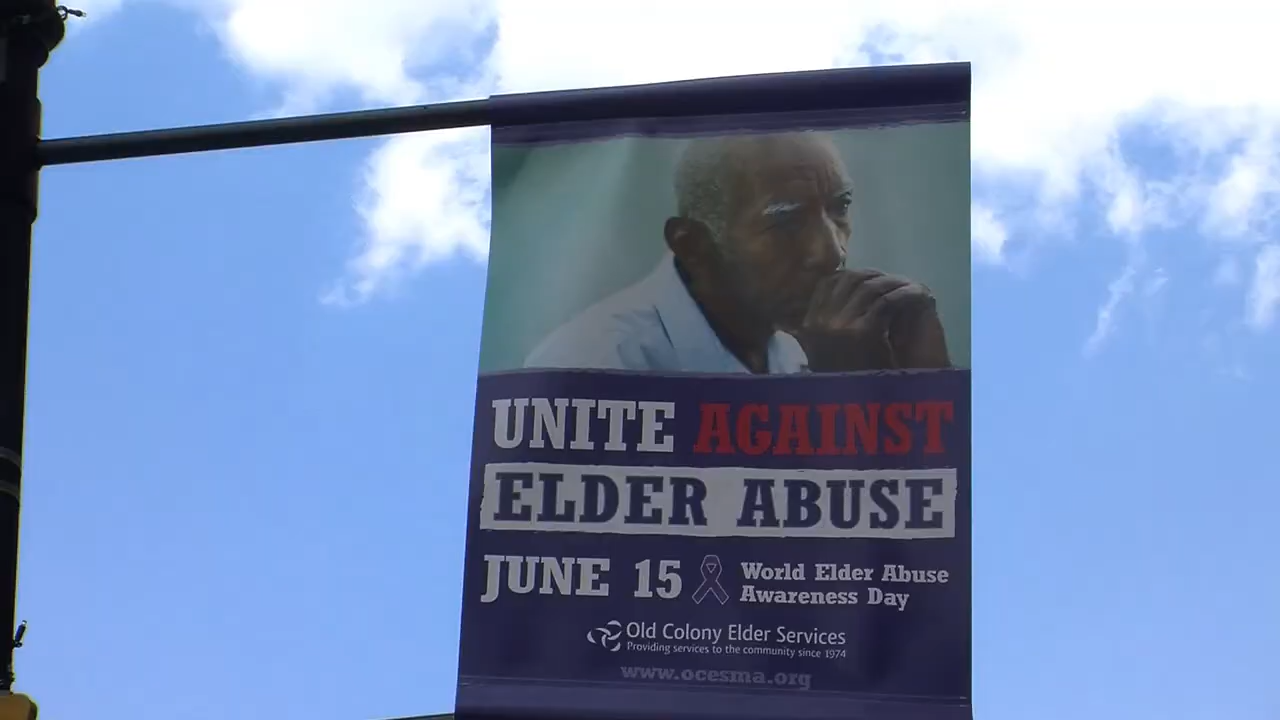 UNITE AGAINST
ELDER ABUSE
JUNE 15 World Elder Abuse
Awareness Day
Old Colony Elder Services
Providing services to the community since 1974
www.ocesma.org